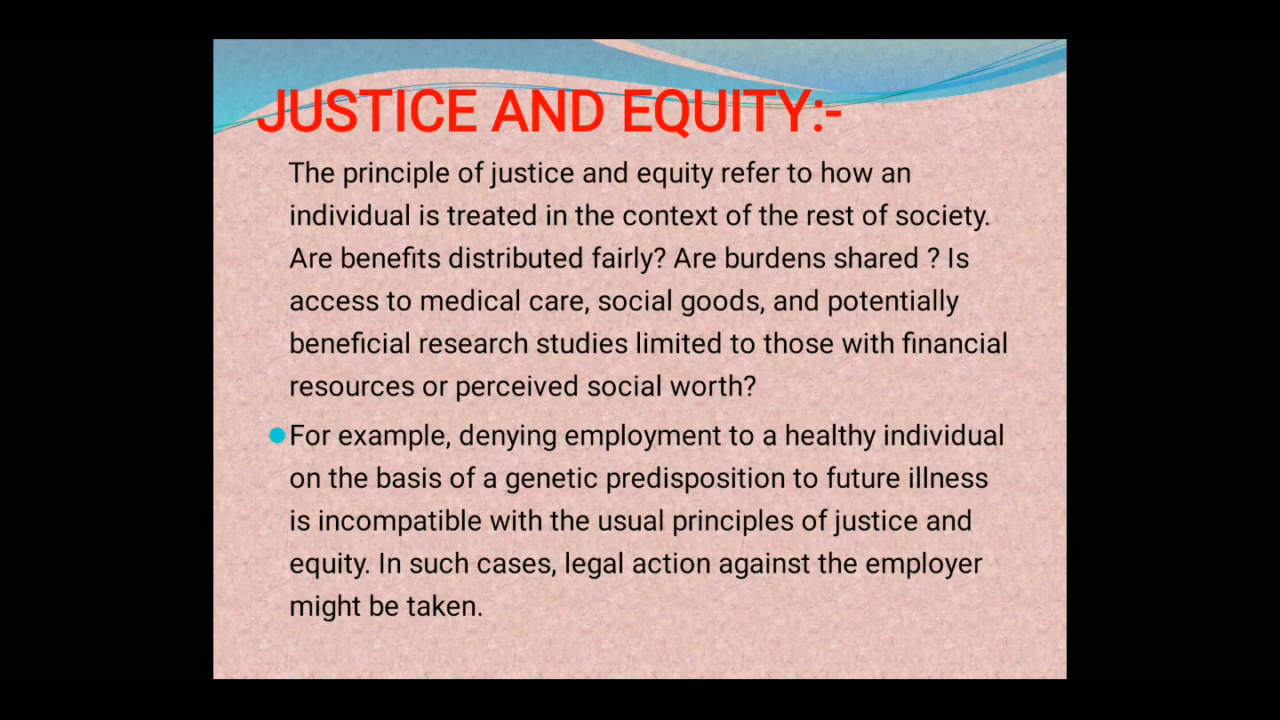 JUSTICE AND EQUITY:-
The principle of justice and equity refer to how an
individual is treated in the context of the rest of society.
Are benefits distributed fairly? Are burdens shared ? Is
access to medical care, social goods, and potentially
beneficial research studies limited to those with financial
resources or perceived social worth?
For example, denying employment to a healthy individual
on the basis of a genetic predisposition to future illness
is incompatible with the usual principles of justice and
equity. In such cases, legal action against the employer
might be taken.